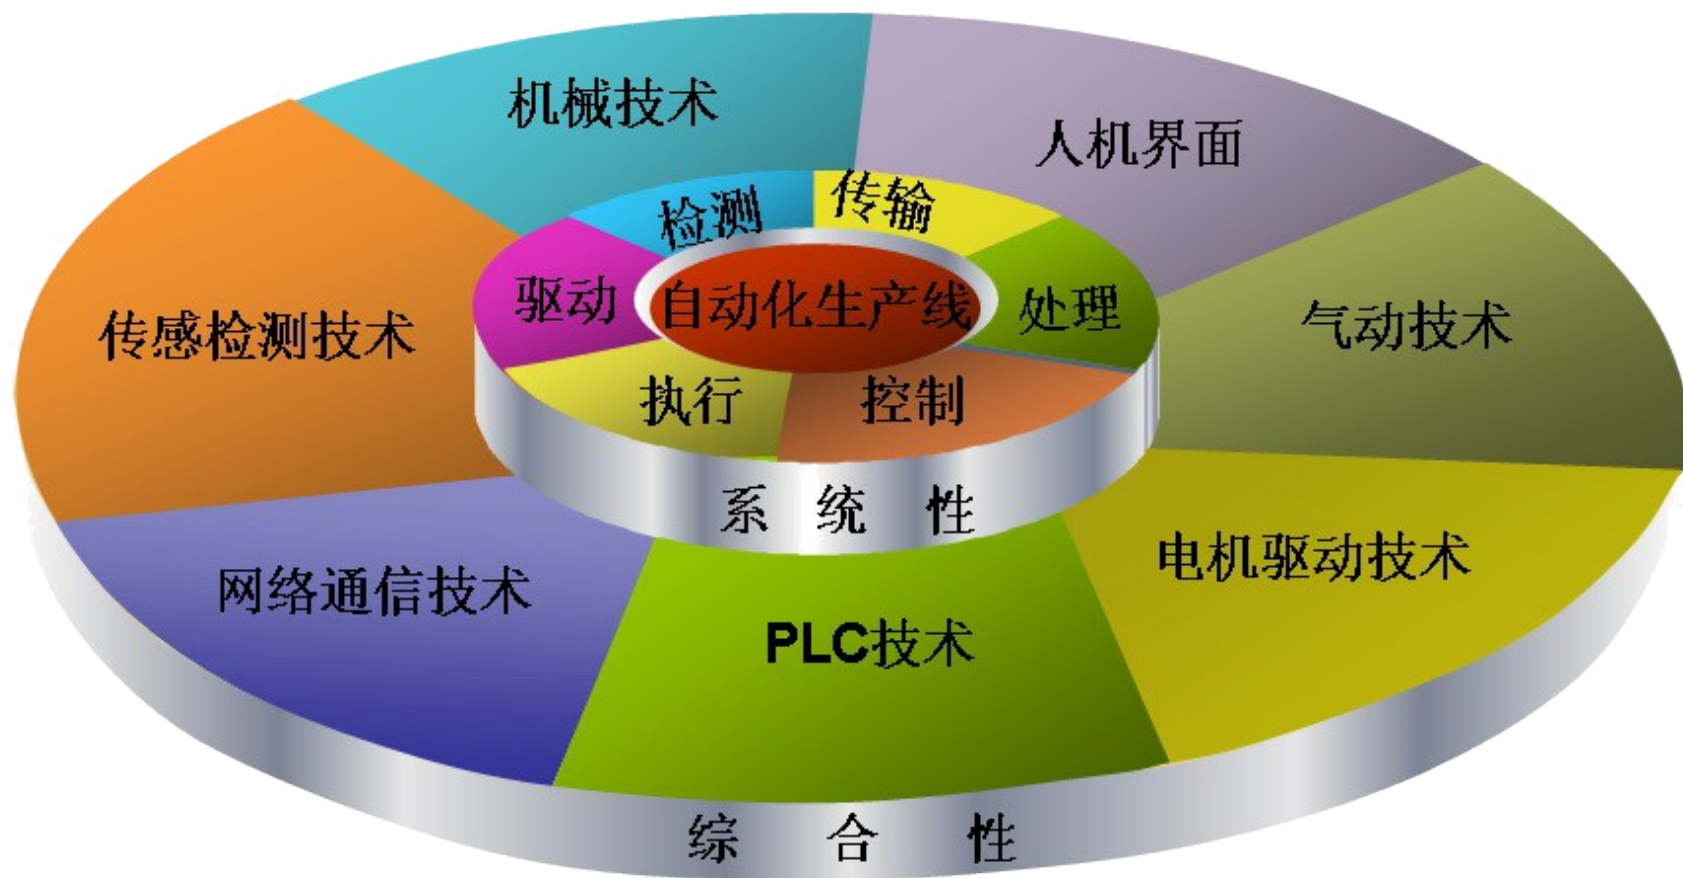 机械技术
人机界面
检测
传输
驱动
自动化生产线
处理
传感检测技术
气动技术
执行
控制
系 统 性
网络通信技术
PLC技术
电机驱动技术
综 合 性